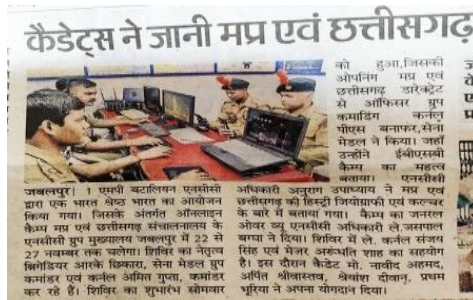 कैडेट्स ने जानी मप्र एवं छत्तीसगढ़
को हुआ,जिसकी
ओपनिंग मप्र एवं
छत्तीसगढ़ डारेक्ट्रेट
से ऑफिसर ग्रुप
कमाडिंग कर्नल
पीएस बनाफर,सेना
मेडल ने किया। जहां
उन्होंने ईबीएसबी
कैम्प का महत्व
बताया। एनसीसी
जबलपुर। 1 एमपी बटालियन एनसीसी
द्वारा एक भारत श्रेष्ठ भारत का आयोजन
किया गया। जिसके अंतर्गत ऑनलाइन
कैम्प मप्र एवं छत्तीसगढ़ संचालनालय के
एनसीसी ग्रुप मुख्यालय जबलपुर में 22 से
27 नवम्बर तक चलेगा। शिविर का नेतृत्व
ब्रिगेडियर आरके छिकारा, सेना मेडल ग्रुप
कमांडर एवं कर्नल अमित गुप्ता, कमांडर
कर रहे हैं। शिविर का शुभारंभ सोमवार
अधिकारी अनुराग उपाध्याय ने मप्र एवं
छत्तीसगढ़ की हिस्ट्री जियोग्राफी एवं कल्चर
के बारे में बताया गया। कैम्प का जनरल
ओवर व्यू एनसीसी अधिकारी ले.जसपाल
बग्गा ने दिया। शिविर में ले. कर्नल संजय
सिंह एवं मेजर अरूंधति शाह का सहयोग
है। इस दौरान कैडेट मो. नावीद अहमद,
अर्पित श्रीवास्तव, श्रेयांश दीवान, प्रथम
भूरिया ने अपना योगदान दिया।